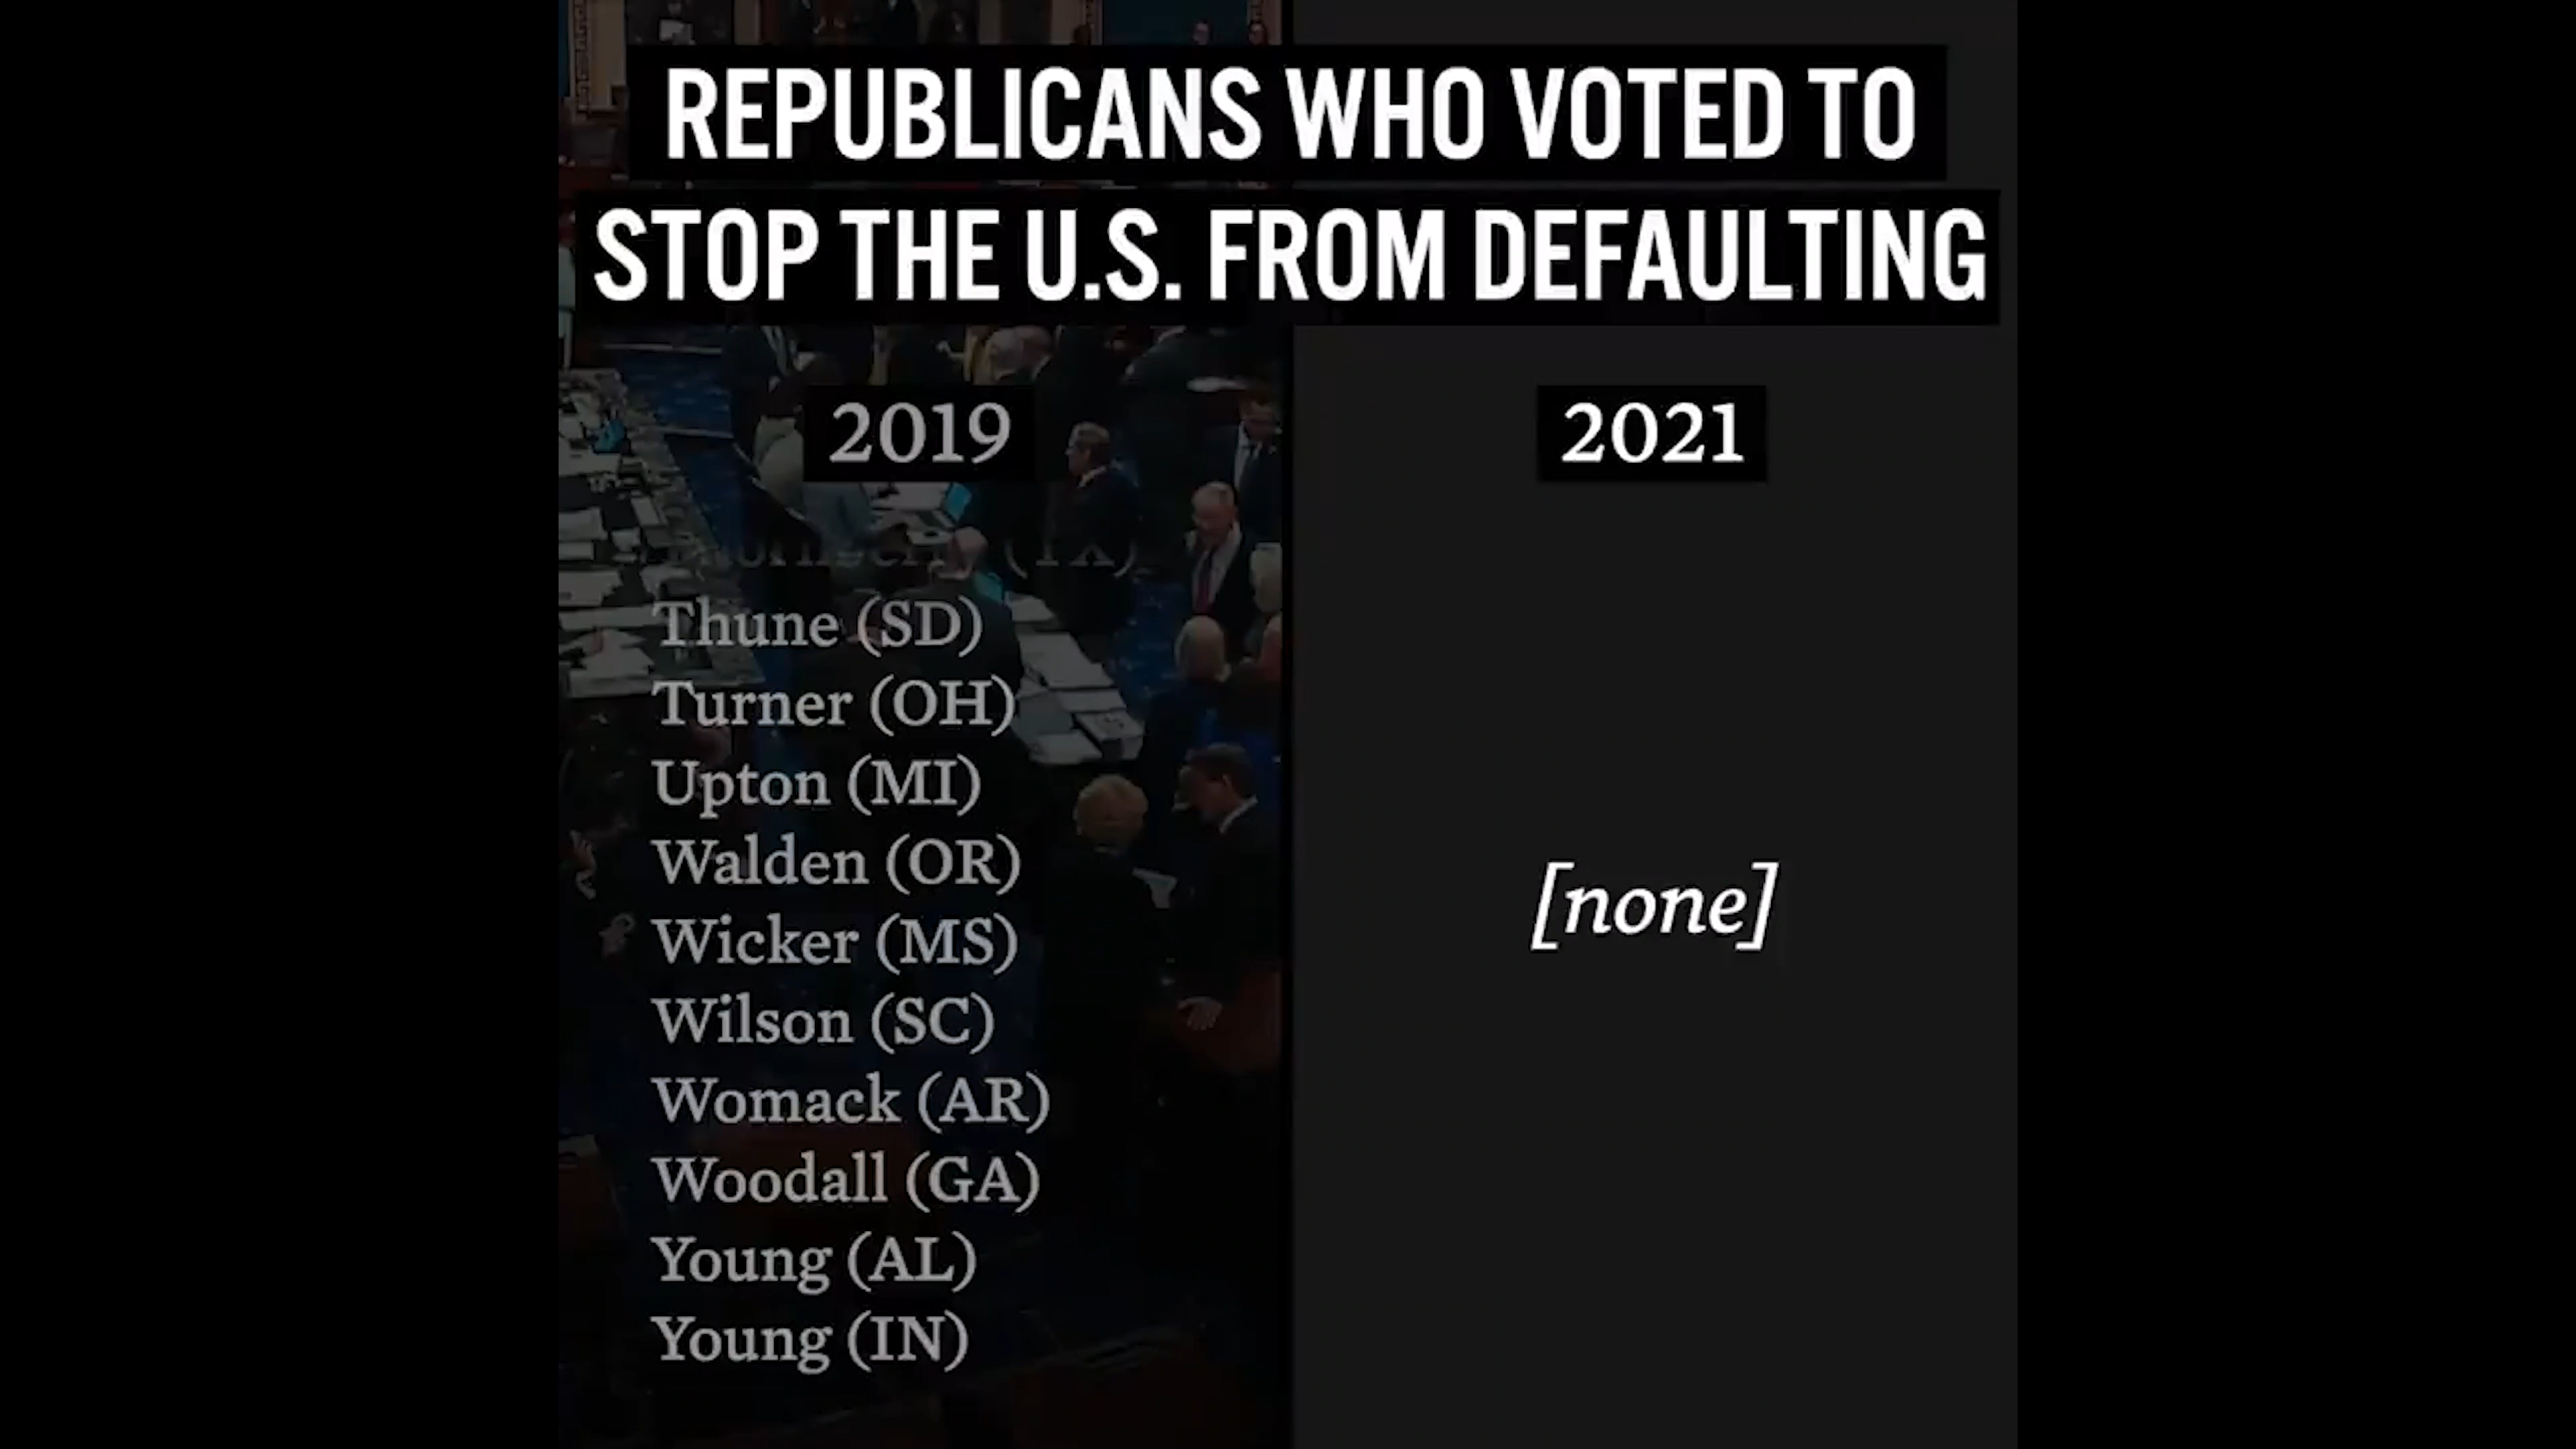 REPUBLICANS WHO VOTED TO
STOP THE U.S. FROM DEFAULTING
2019
2021
(TX)
Thune (SD)
Turner (OH)
Upton (MI)
Walden (OR)
Wicker (MS)
Wilson (SC)
Womack (AR)
Woodall (GA)
Young (AL)
Young (IN)
[none]